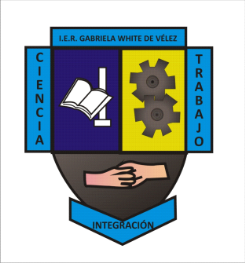 I.E.R. GABRIELA WHITE DE VÉLEZ
CIENCIA
TRABAJO
INTEGRACIÓN